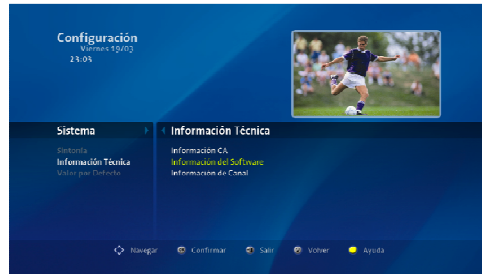 Configuración
Viernes 19/03
23:03
Sistema
Información Técnica
Sintonía
Información Técnica
Valor por Defecto
Información CA
Información del Software
Información de Canal
Navegar
Confirmar
Salir
Volver
Ayuda